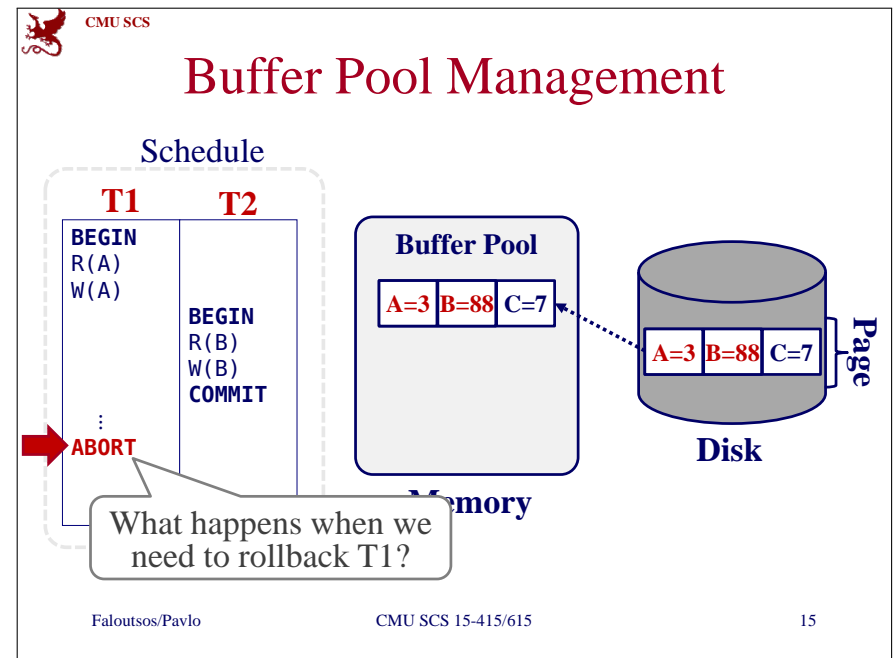 CMU SCS
Buffer Pool Management
Schedule
T1 T2
BEGIN
R(A)
W(A)
BEGIN
R(B)
W(B)
COMMIT
⋮
ABORT
What happens when we
need to rollback T1?
Buffer Pool
A=3 B=88 C=7
Memory
A=3 B=88 C=7
Page
Disk
Faloutsos/Pavlo CMU SCS 15-415/615 15